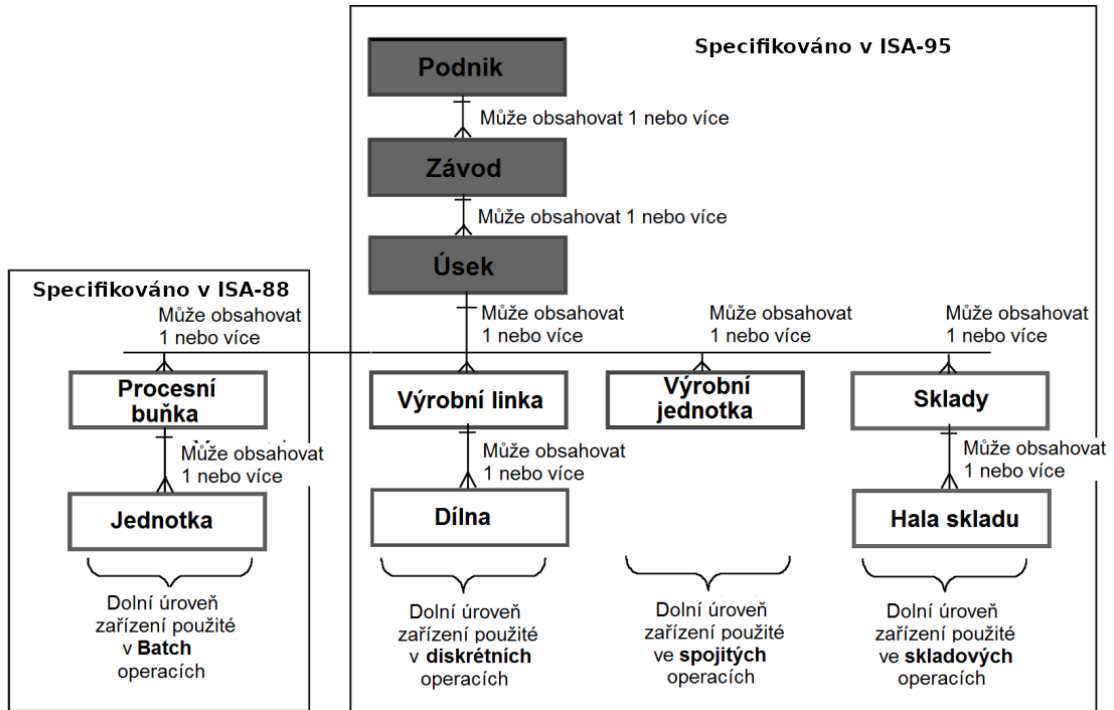 Specifikováno v ISA-95
Podnik
Může obsahovat 1 nebo více
Závod
Může obsahovat 1 nebo více
Úsek
Specifikováno v ISA-88
Může obsahovat
1 nebo více
Může obsahovat
1 nebo více
Může obsahovat
1 nebo více
Může obsahovat
1 nebo více
Procesní
buňka
Výrobní linka
Výrobní
jednotka
Sklady
Může obsahovat
1 nebo více
Může obsahovat
1 nebo více
Může obsahovat
1 nebo více
Jednotka
Dílna
Hala skladu
Dolní úroveň
zařízení použité
v Batch
operacích
Dolní úroveň
zařízení použité
v diskrétních
operacích
Dolní úroveň
zařízení použité
ve spojitých
operacích
Dolní úroveň
zařízení použité
ve skladových
operacích